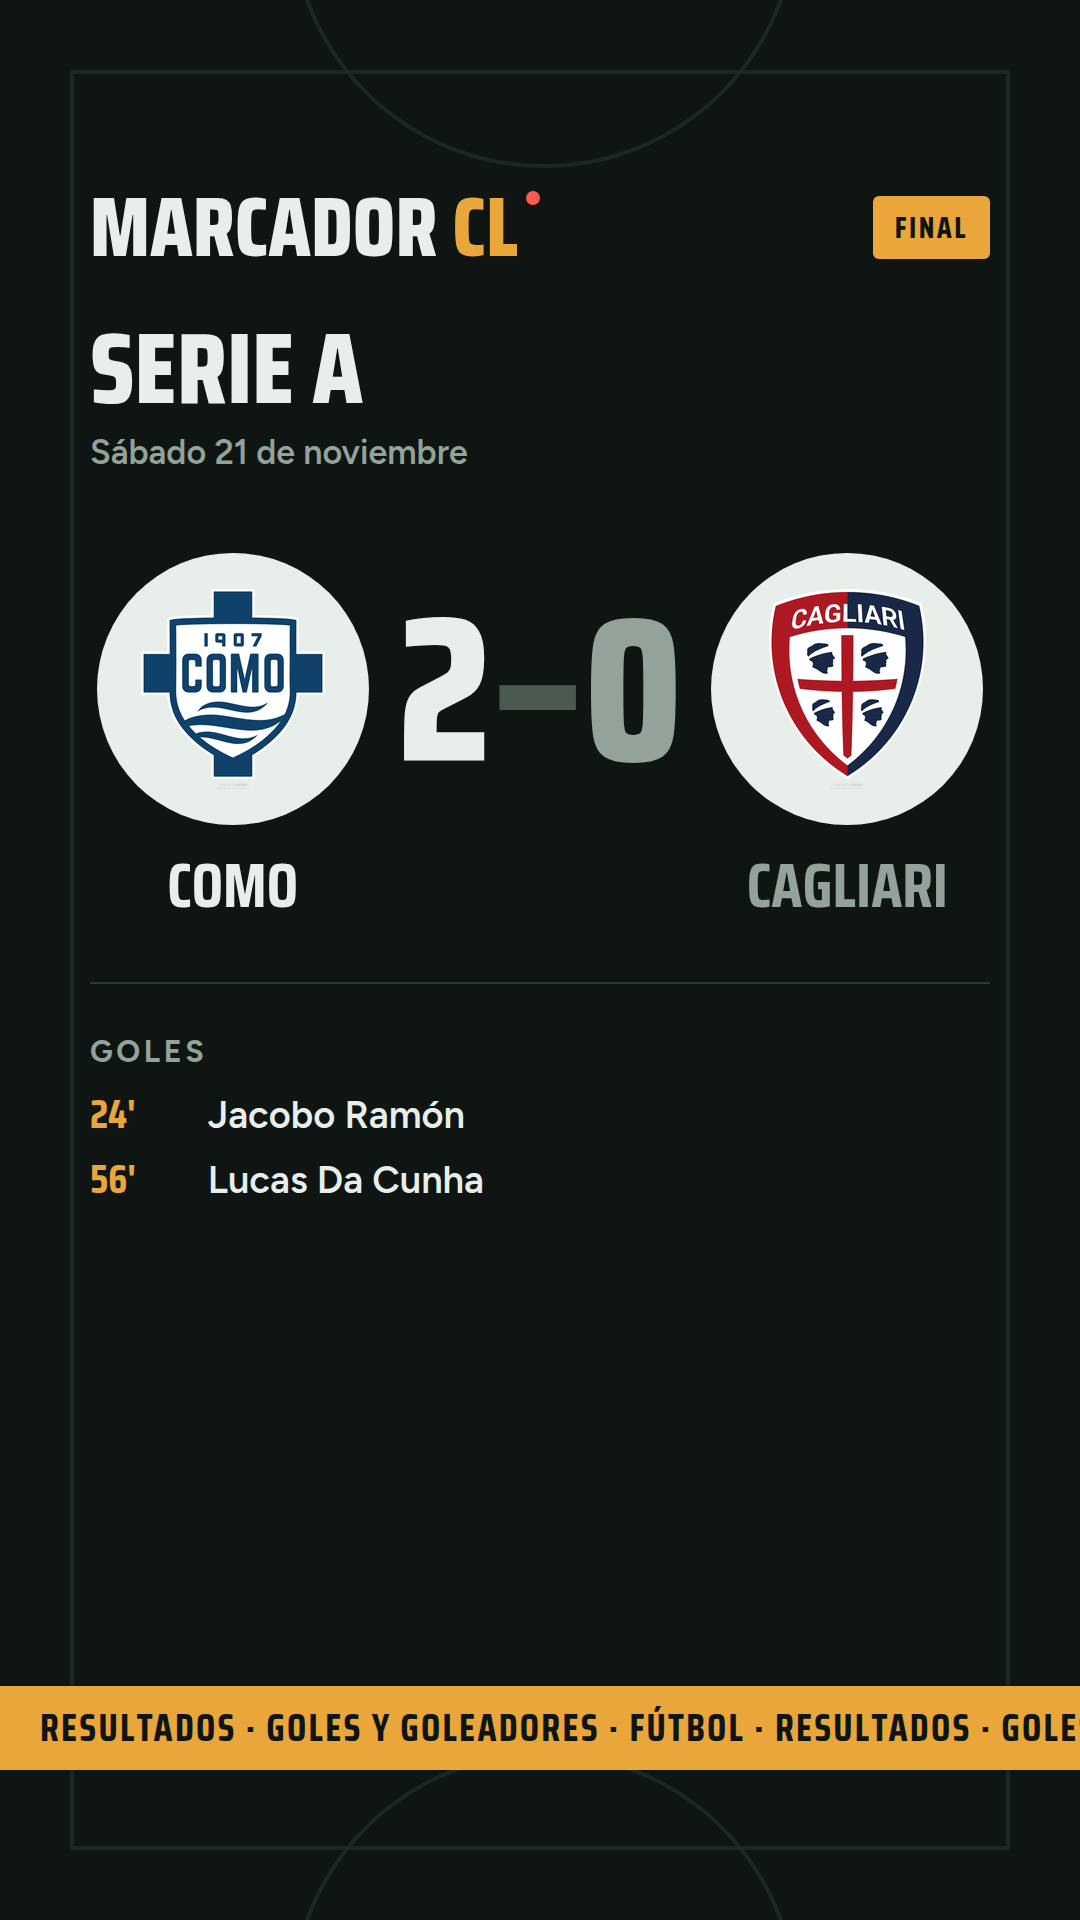 MARCADOR CL
FINAL
SERIE A
Sábado 21 de noviembre
1907
COMO
2–0
CAGLIARI
COMO
CAGLIARI
GOLES
24' Jacobo Ramón
56' Lucas Da Cunha
RESULTADOS · GOLES Y GOLEADORES · FÚTBOL · RESULTADOS · GOLES